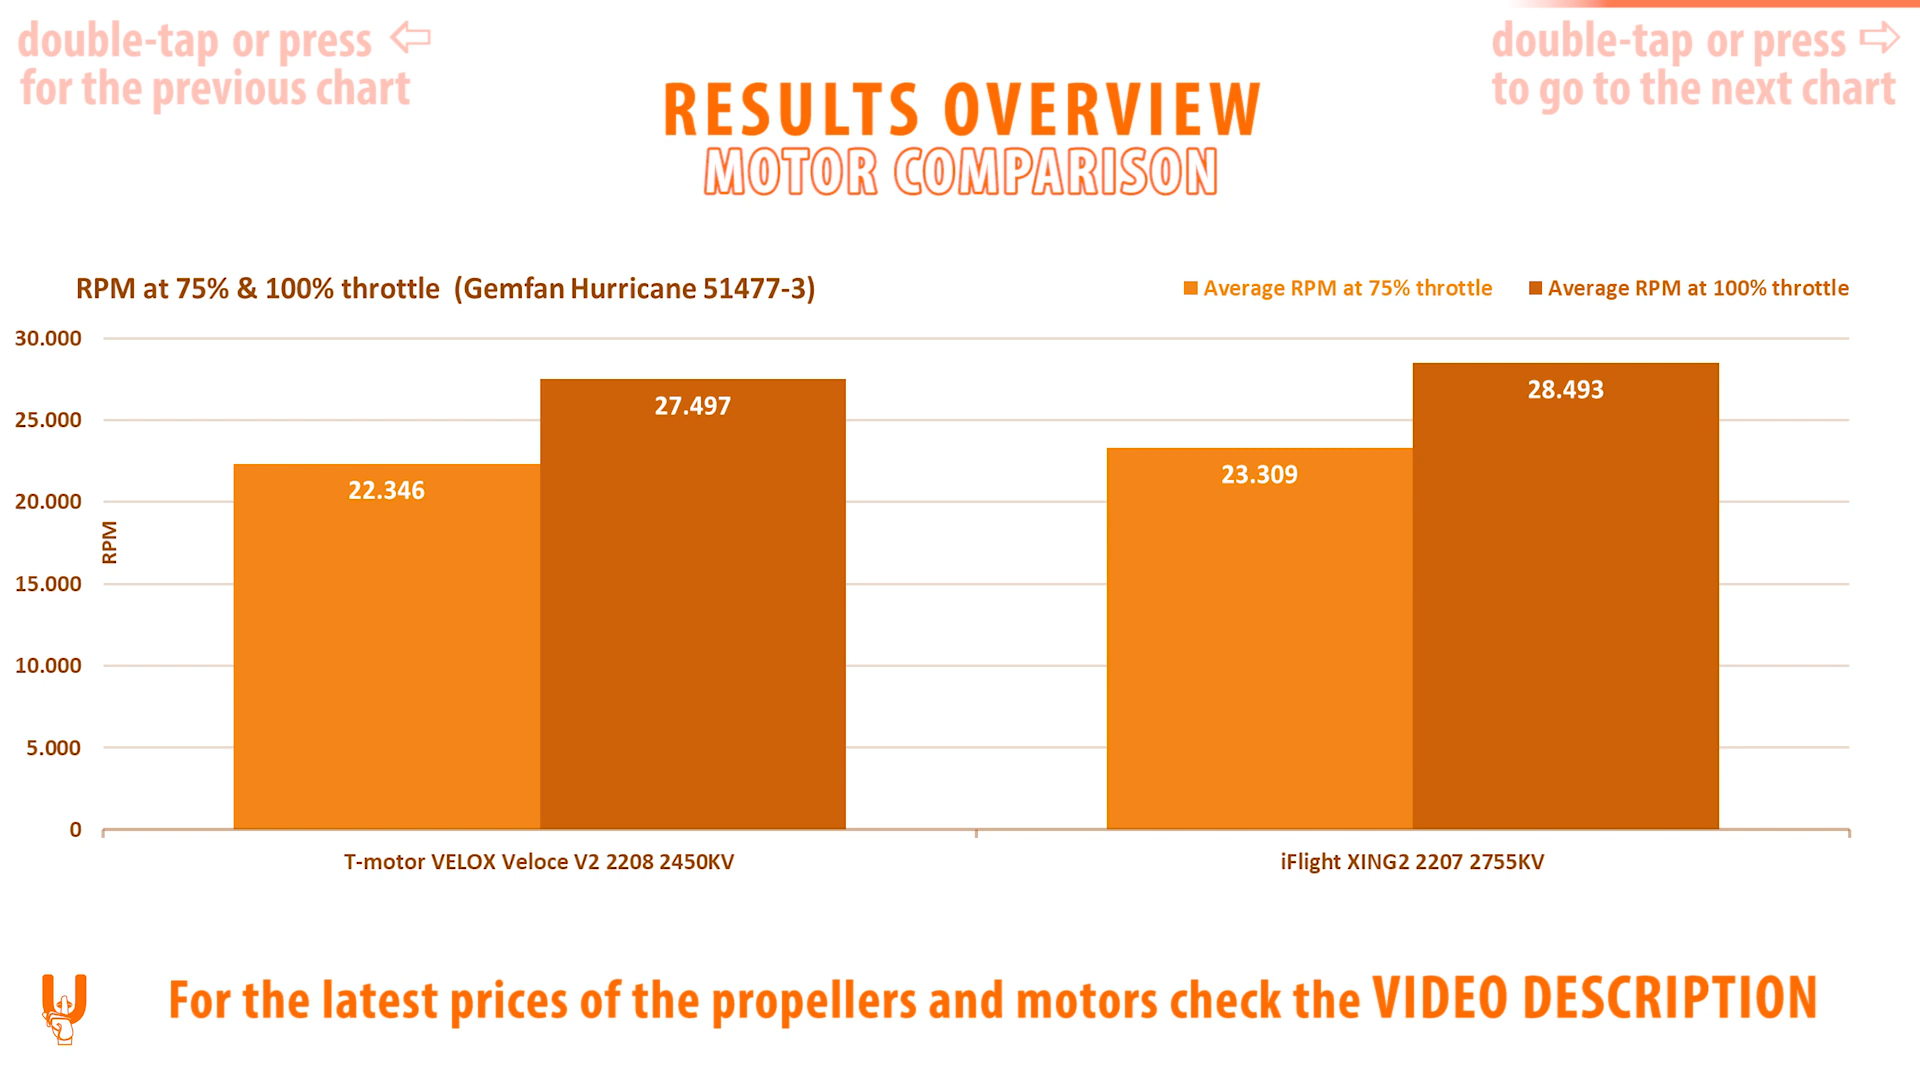 double-tap or press ⇦
for the previous chart
double-tap or press ⇨
to go to the next chart
RESULTS OVERVIEW
MOTOR COMPARISON
RPM at 75% & 100% throttle (Gemfan Hurricane 51477-3)
Average RPM at 75% throttle
Average RPM at 100% throttle
30.000
25.000
20.000
15.000
10.000
5.000
0
RPM
22.346
27.497
23.309
28.493
T-motor VELOX Veloce V2 2208 2450KV
iFlight XING2 2207 2755KV
For the latest prices of the propellers and motors check the VIDEO DESCRIPTION